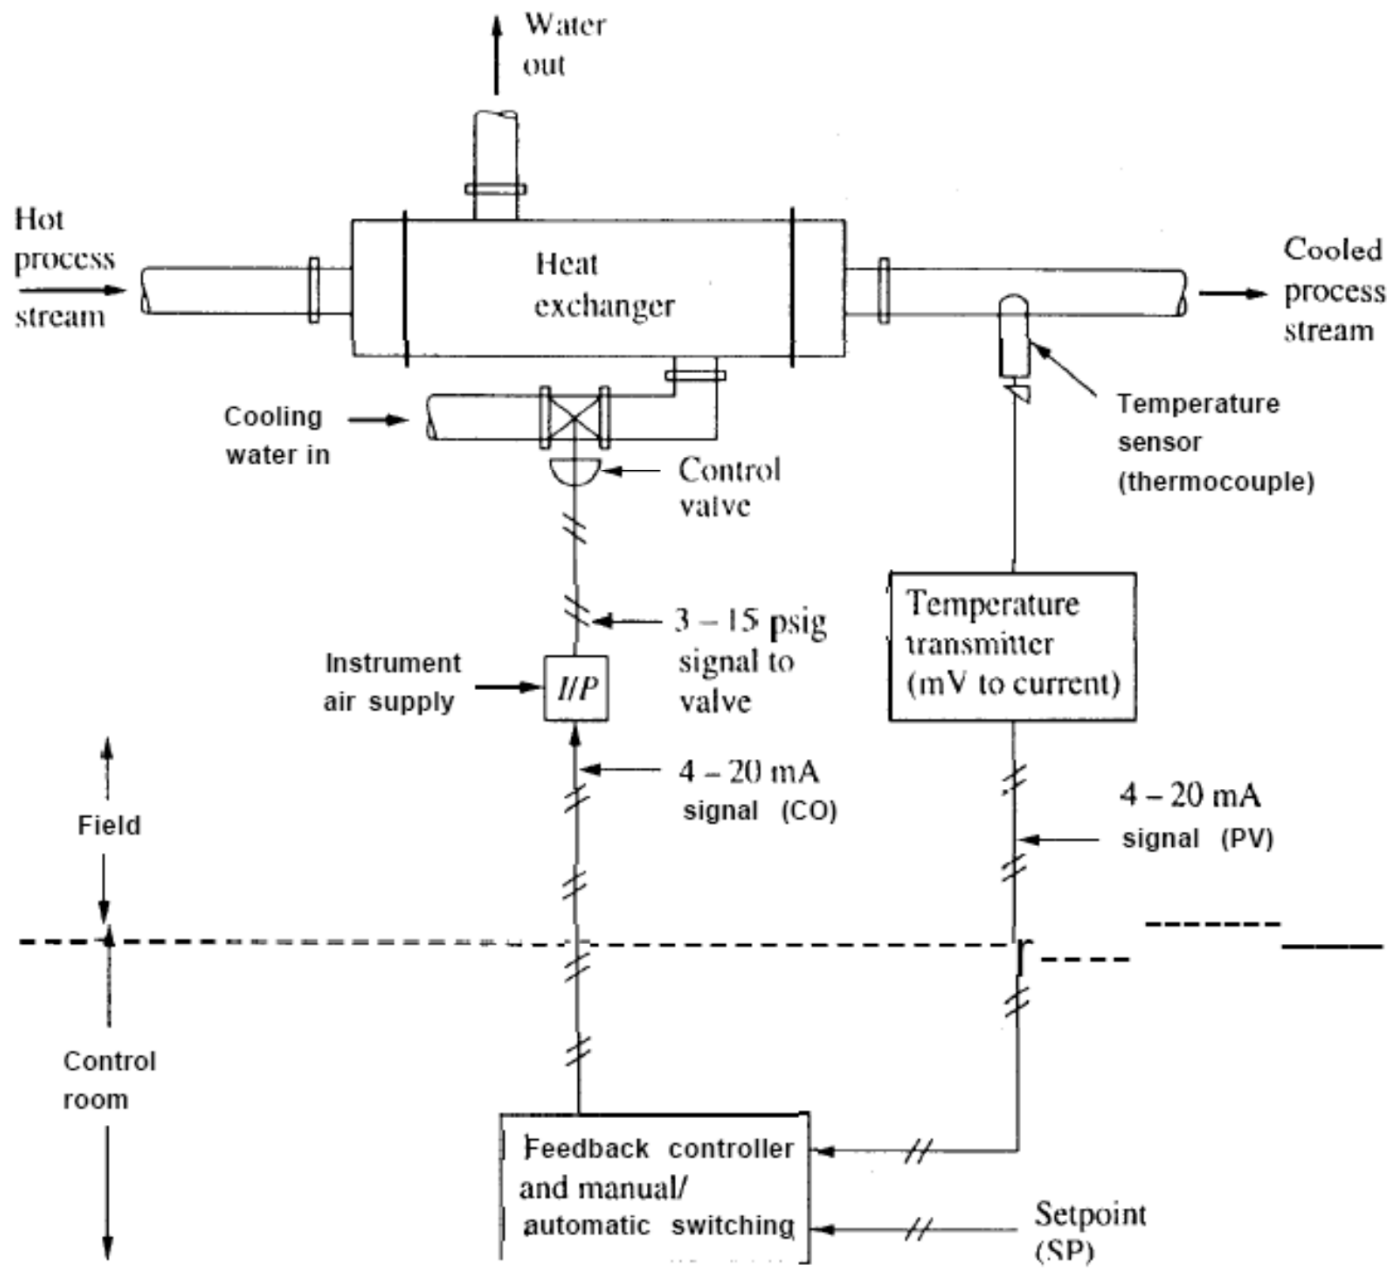 Water
out
Hot
process
stream
Heat
exchanger
Cooled
process
stream
Cooling
water in
Control
valve
Temperature
sensor
(thermocouple)
3 – 15 psig
signal to
valve
Instrument
air supply
I/P
Temperature
transmitter
(mV to current)
4 – 20 mA
signal (CO)
4 – 20 mA
signal (PV)
Field
Control
room
Feedback controller
and manual/
automatic switching
Setpoint
(SP)